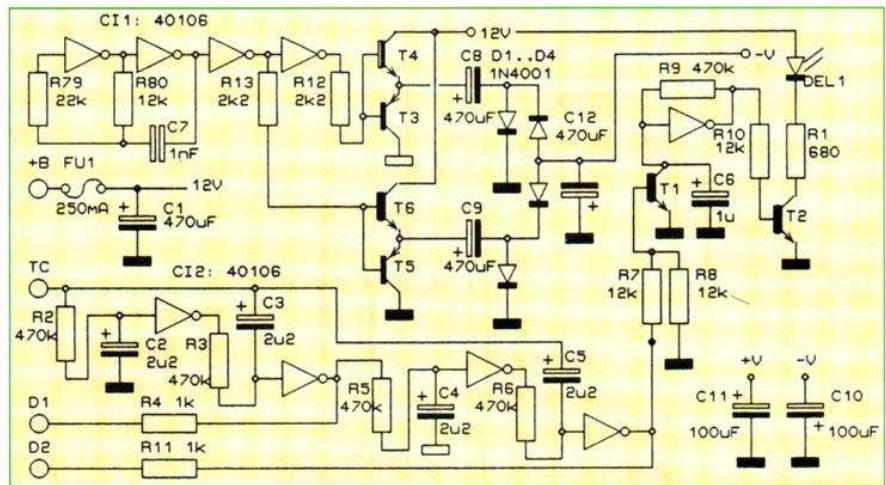 CI1: 40106
R79
22k
R80
12k
C7
1nF
R13
2k2
R12
2k2
T4
T3
12V
C8 D1..D4
1N4001
+
470uF
C12
470uF
+
-V
R9 470k
DEL1
R10
12k
R1
680
T1
+
C6
1u
T2
+B FU1
250mA
12V
+
C1
470uF
T6
T5
C9
+
470uF
R7
12k
R8
12k
TC
CI2: 40106
R2
470k
+
C2
2u2
R3
470k
+
C3
2u2
R5
470k
+
C4
2u2
R6
470k
+
C5
2u2
D1
R4 1k
D2
R11 1k
+V
-V
C11
+
100uF
C10
+
100uF